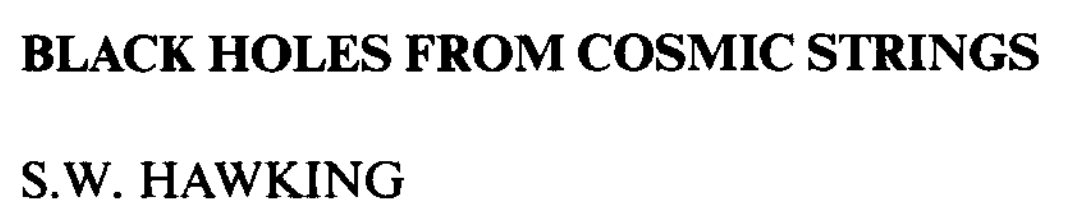 BLACK HOLES FROM COSMIC STRINGS
S.W. HAWKING